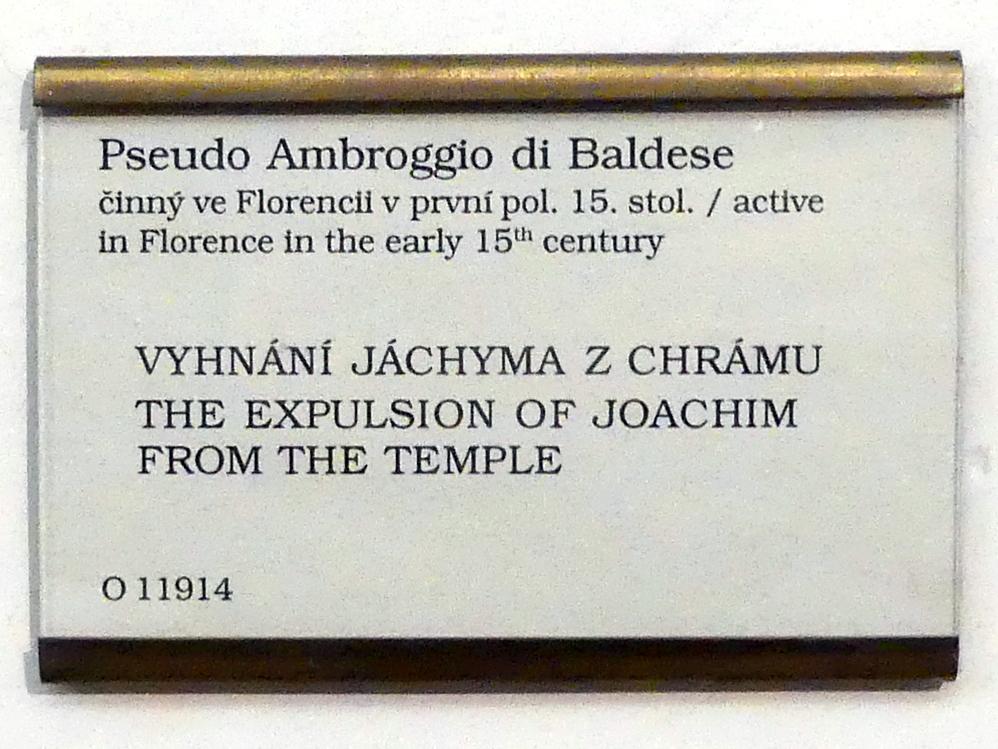 Pseudo Ambroggio di Baldese
činný ve Florencii v první pol. 15. stol. / active
in Florence in the early 15th century
VYHNÁNÍ JÁCHYMA Z CHRÁMU
THE EXPULSION OF JOACHIM
FROM THE TEMPLE
O 11914